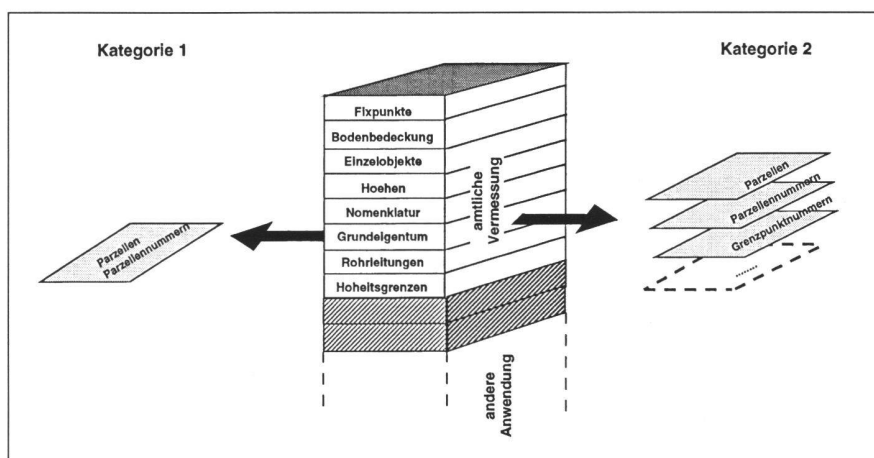 Kategorie 1
Kategorie 2
Fixpunkte
Bodenbedeckung
Einzelobjekte
Hoehen
Nomenklatur
Grundeigentum
Rohrleitungen
Hoheitsgrenzen
amtliche
Vermessung
andere
Anwendung
Parzellen
Parzellennummern
Parzellen
Parzellennummern
Grenzpunktnummern
........